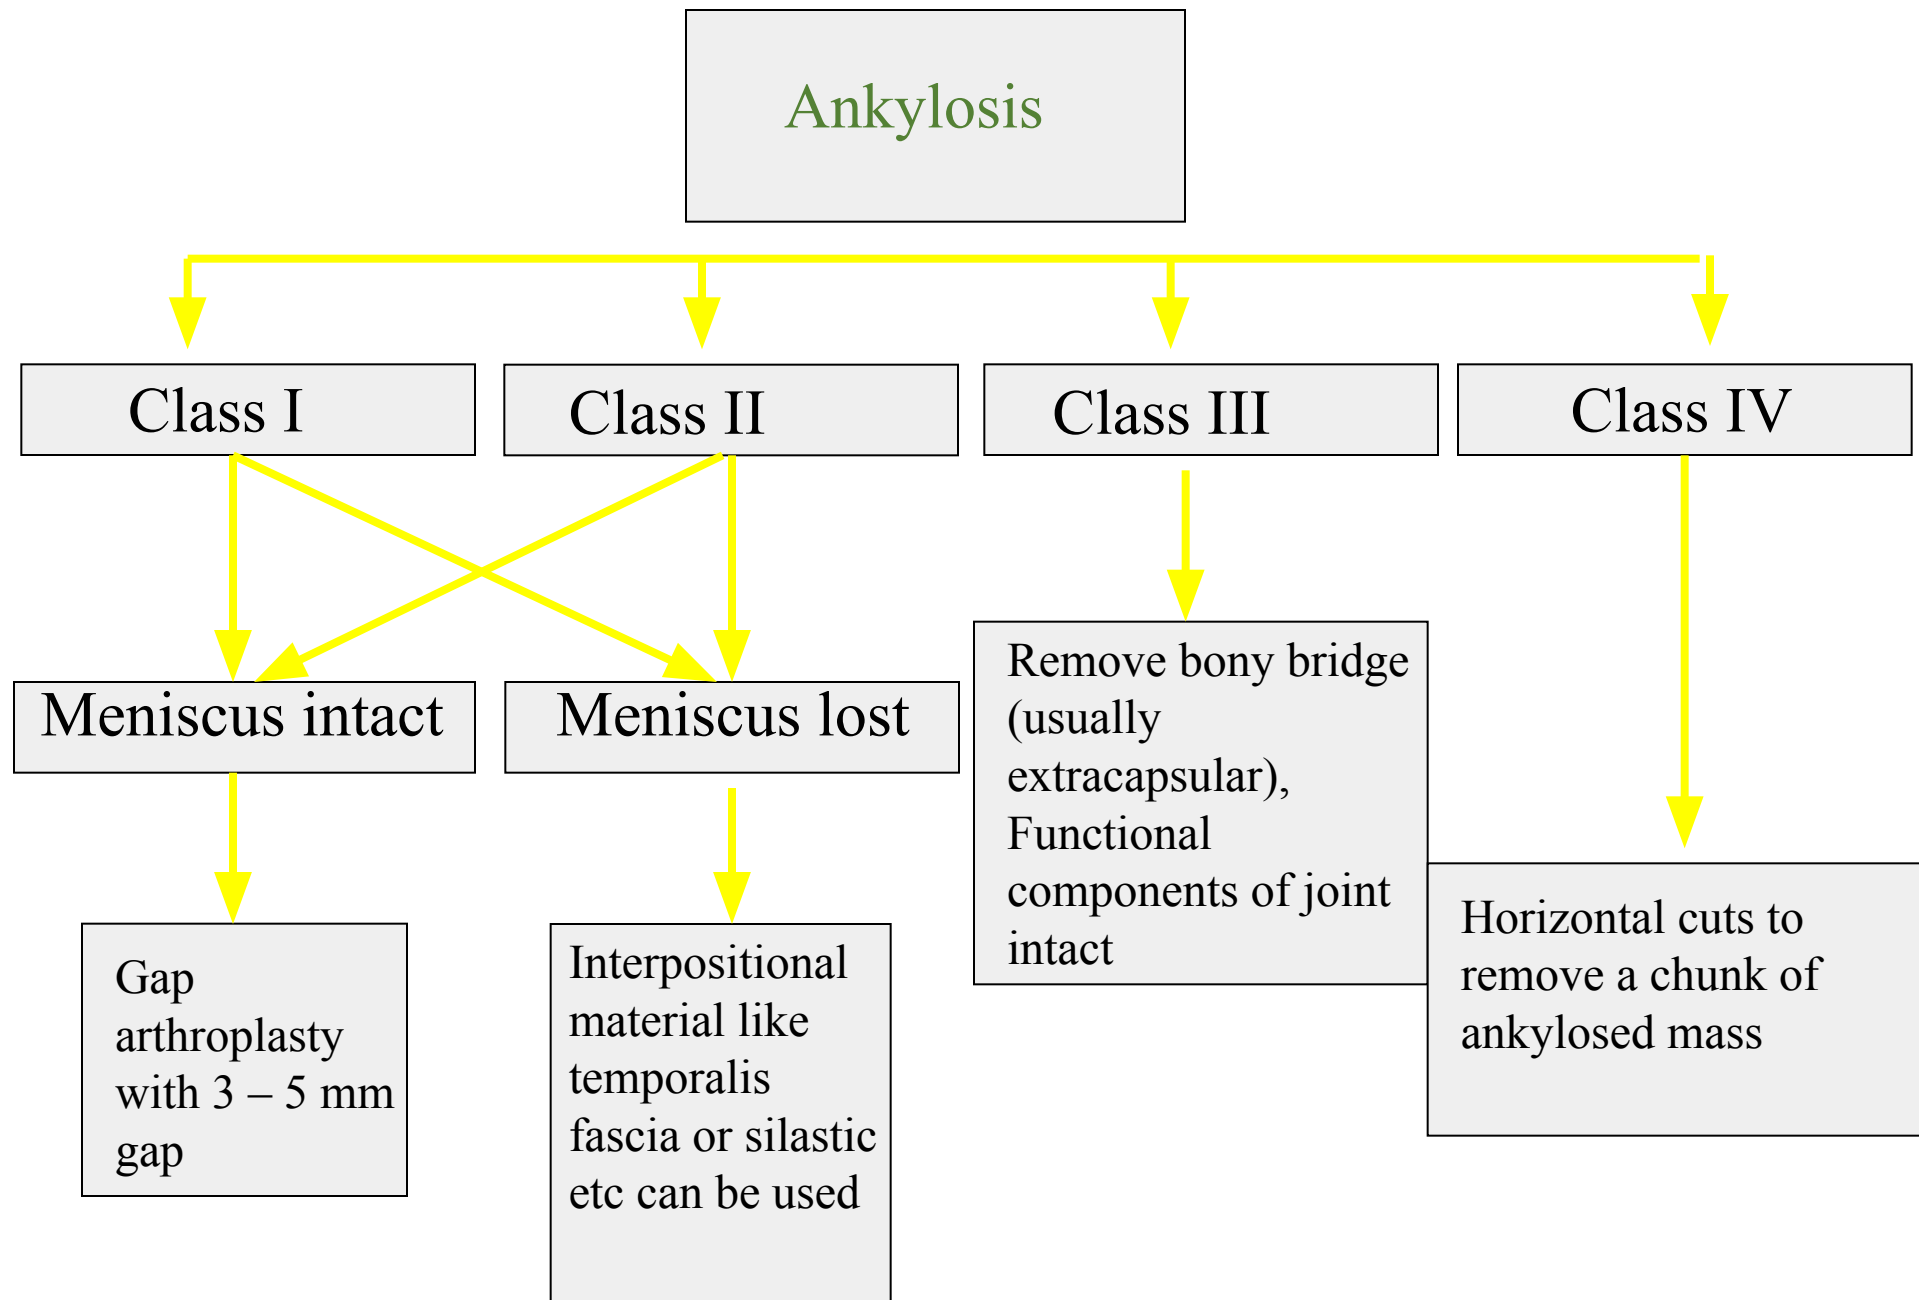 Ankylosis
Class I
Class II
Class III
Class IV
Meniscus intact
Meniscus lost
Remove bony bridge
(usually
extracapsular),
Functional
components of joint
intact
Horizontal cuts to
remove a chunk of
ankylosed mass
Gap
arthroplasty
with 3 – 5 mm
gap
Interpositional
material like
temporalis
fascia or silastic
etc can be used